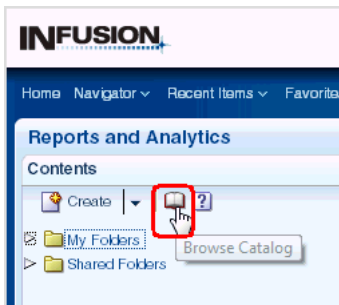 INFUSION
Home Navigator Recent Items Favorite
Reports and Analytics
Contents
Create ?
My Folders
Browse Catalog
Shared Folders